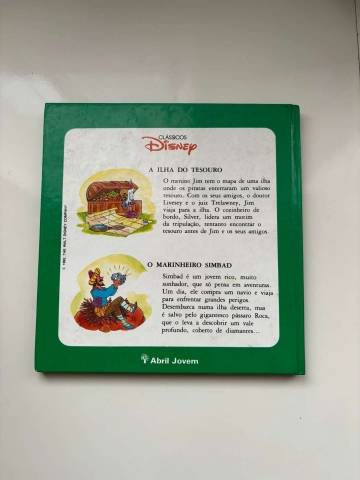 CLÁSSICOS
Disney
A ILHA DO TESOURO
O menino Jim tem o mapa de uma ilha
onde os piratas enterraram um valioso
tesouro. Com os seus amigos, o doutor
Livesey e o juiz Trelawney, Jim
viaja para a ilha. O cozinheiro de
bordo, Silver, lidera um motim
da tripulação, tentando encontrar o
tesouro antes de Jim e os seus amigos.
O MARINHEIRO SIMBAD
Simbad é um jovem rico, muito
sonhador, que só pensa em aventuras.
Um dia, ele compra um navio e viaja
para enfrentar grandes perigos.
Desembarca numa ilha deserta, mas
é salvo pelo gigantesco pássaro Roca,
que o leva a descobrir um vale
profundo, coberto de diamantes...
Abril Jovem
THE WALT DISNEY COMPANY